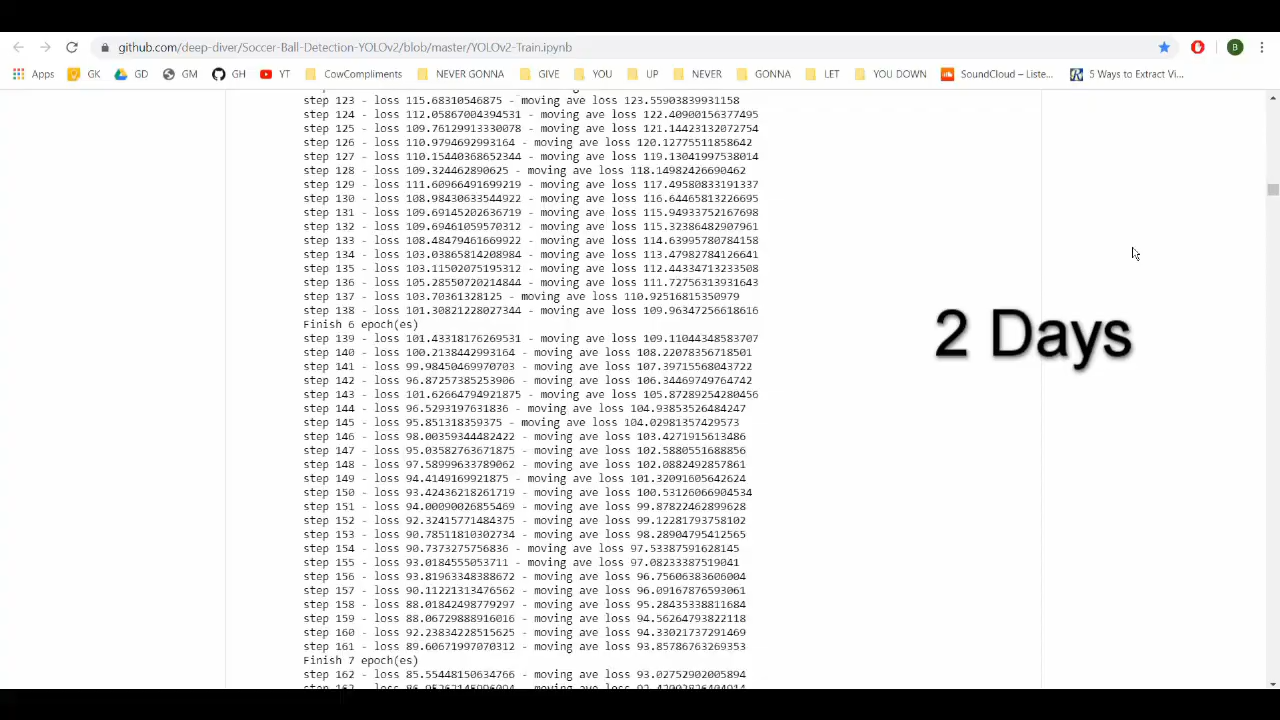 github.com/deep-diver/Soccer-Ball-Detection-YOLOv2/blob/master/YOLOv2-Train.ipynb
B
Apps GK GD GM GH YT CowCompliments NEVER GONNA GIVE YOU UP NEVER GONNA LET YOU DOWN SoundCloud – Liste... 5 Ways to Extract Vi...
step 123 - loss 115.68310546875 - moving ave loss 123.55903839931158
step 124 - loss 112.05867004394531 - moving ave loss 122.40900156377495
step 125 - loss 109.76129913330078 - moving ave loss 121.14423132072754
step 126 - loss 110.9794692993164 - moving ave loss 120.12775511858642
step 127 - loss 110.15440368652344 - moving ave loss 119.13041997538014
step 128 - loss 109.324462890625 - moving ave loss 118.14982426690462
step 129 - loss 111.60966491699219 - moving ave loss 117.49580833191337
step 130 - loss 108.98430633544922 - moving ave loss 116.64465813226695
step 131 - loss 109.69145202636719 - moving ave loss 115.94933752167698
step 132 - loss 109.69461059570312 - moving ave loss 115.32386482907961
step 133 - loss 108.48479461669922 - moving ave loss 114.63995780784158
step 134 - loss 103.03865814208984 - moving ave loss 113.47982784126641
step 135 - loss 103.11502075195312 - moving ave loss 112.44334713233508
step 136 - loss 105.28550720214844 - moving ave loss 111.72756313931643
step 137 - loss 103.70361328125 - moving ave loss 110.92516815350979
step 138 - loss 101.30821228027344 - moving ave loss 109.96347256618616
Finish 6 epoch(es)
step 139 - loss 101.43318176269531 - moving ave loss 109.11044348583707
step 140 - loss 100.2138442993164 - moving ave loss 108.22078356718501
step 141 - loss 99.98450469970703 - moving ave loss 107.39715568043722
step 142 - loss 96.87257385253906 - moving ave loss 106.34469749764742
step 143 - loss 101.62664794921875 - moving ave loss 105.87289254280456
step 144 - loss 96.5293197631836 - moving ave loss 104.93853526484247
step 145 - loss 95.851318359375 - moving ave loss 104.02981357429573
step 146 - loss 98.00359344482422 - moving ave loss 103.4271915613486
step 147 - loss 95.03582763671875 - moving ave loss 102.5880551688856
step 148 - loss 97.58999633789062 - moving ave loss 102.0882492857861
step 149 - loss 94.4149169921875 - moving ave loss 101.32091605642624
step 150 - loss 93.42436218261719 - moving ave loss 100.53126066904534
step 151 - loss 94.00090026855469 - moving ave loss 99.87822462899628
step 152 - loss 92.32415771484375 - moving ave loss 99.12281793758102
step 153 - loss 90.78511810302734 - moving ave loss 98.28904795412565
step 154 - loss 90.7373275756836 - moving ave loss 97.53387591628145
step 155 - loss 93.0184555053711 - moving ave loss 97.08233387519041
step 156 - loss 93.81963348388672 - moving ave loss 96.75606383606004
step 157 - loss 90.11221313476562 - moving ave loss 96.09167876593061
step 158 - loss 88.01842498779297 - moving ave loss 95.28435338811684
step 159 - loss 88.06729888916016 - moving ave loss 94.56264793822118
step 160 - loss 92.23834228515625 - moving ave loss 94.33021737291469
step 161 - loss 89.60671997070312 - moving ave loss 93.85786763269353
Finish 7 epoch(es)
step 162 - loss 85.55448150634766 - moving ave loss 93.02752902005894
2 Days